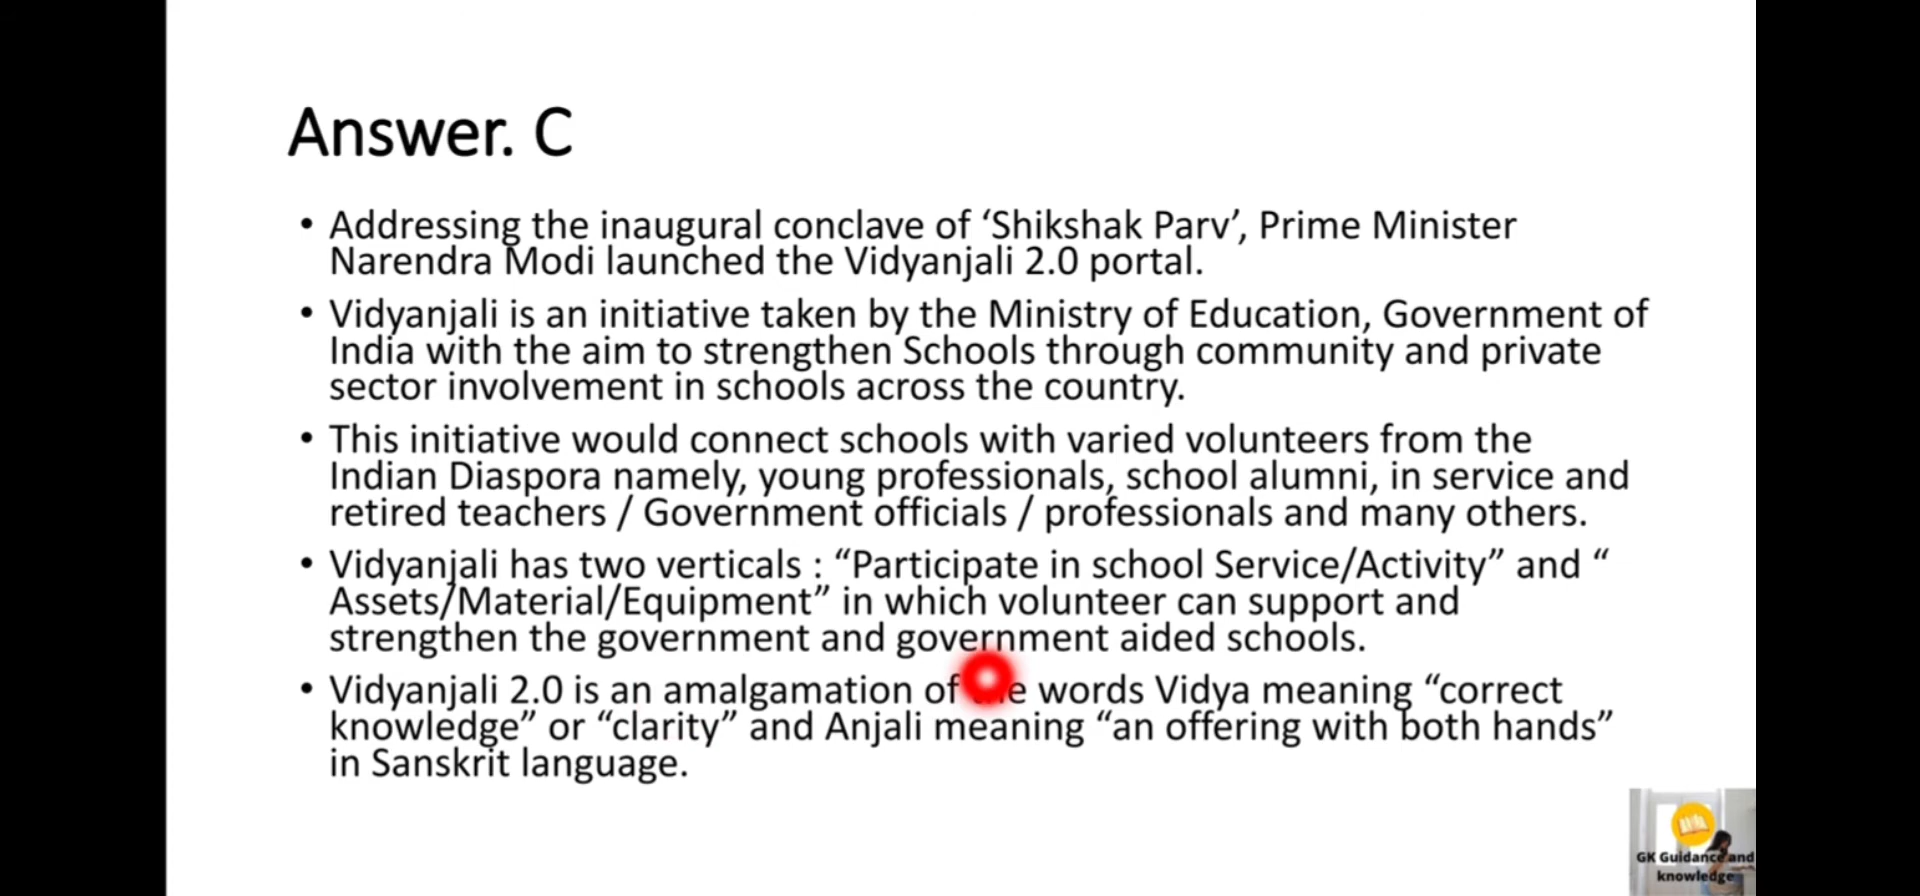 Answer. C
• Addressing the inaugural conclave of ‘Shikshak Parv’, Prime Minister
Narendra Modi launched the Vidyanjali 2.0 portal.
• Vidyanjali is an initiative taken by the Ministry of Education, Government of
India with the aim to strengthen Schools through community and private
sector involvement in schools across the country.
• This initiative would connect schools with varied volunteers from the
Indian Diaspora namely, young professionals, school alumni, in service and
retired teachers / Government officials / professionals and many others.
• Vidyanjali has two verticals : “Participate in school Service/Activity” and “
Assets/Material/Equipment” in which volunteer can support and
strengthen the government and government aided schools.
• Vidyanjali 2.0 is an amalgamation of words Vidya meaning “correct
knowledge” or “clarity” and Anjali meaning “an offering with both hands”
in Sanskrit language.
GK Guidance and
knowledge